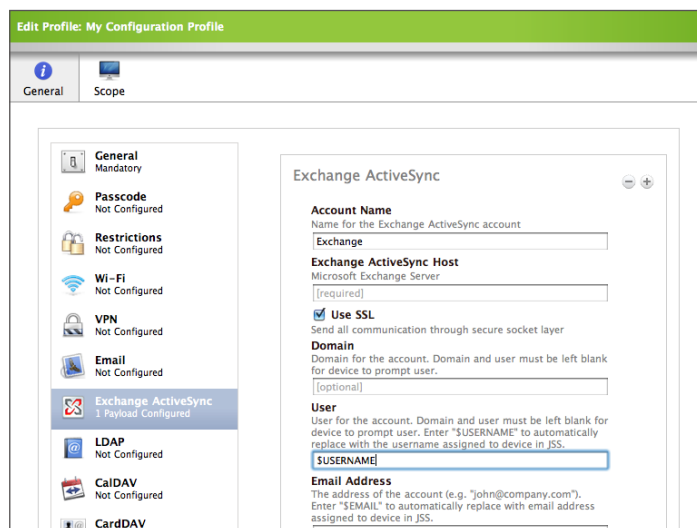 Edit Profile: My Configuration Profile
General
Scope
General
Mandatory
Passcode
Not Configured
Restrictions
Not Configured
Wi-Fi
Not Configured
VPN
Not Configured
Email
Not Configured
Exchange ActiveSync
1 Payload Configured
LDAP
Not Configured
CalDAV
Not Configured
CardDAV
Exchange ActiveSync
Account Name
Name for the Exchange ActiveSync account
Exchange
Exchange ActiveSync Host
Microsoft Exchange Server
[required]
Use SSL
Send all communication through secure socket layer
Domain
Domain for the account. Domain and user must be left blank
for device to prompt user.
[optional]
User
User for the account. Domain and user must be left blank for
device to prompt user. Enter "$USERNAME" to automatically
replace with the username assigned to device in JSS.
$USERNAME
Email Address
The address of the account (e.g. "john@company.com").
Enter "$EMAIL" to automatically replace with email address
assigned to device in JSS.